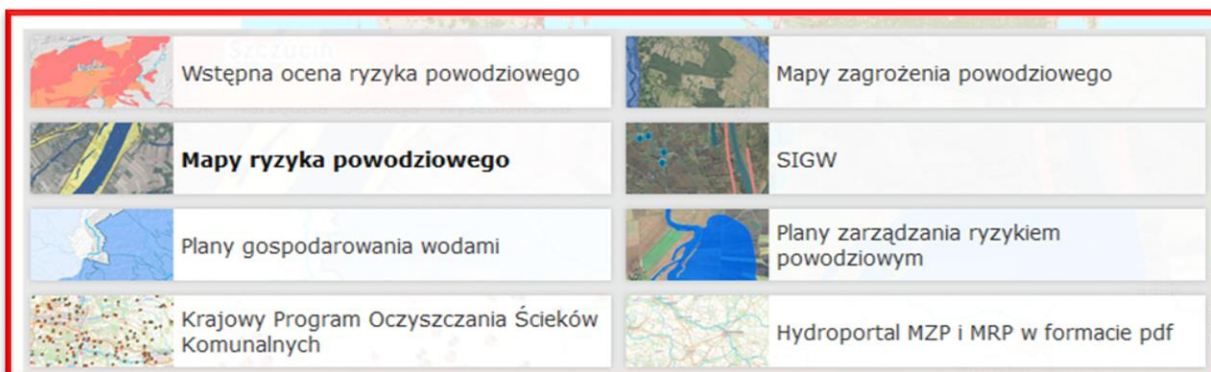 Szczucin
Wstępna ocena ryzyka powodziowego
Mapy zagrożenia powodziowego
Mapy ryzyka powodziowego
SIGW
Plany gospodarowania wodami
Plany zarządzania ryzykiem
powodziowym
Krajowy Program Oczyszczania Ścieków
Komunalnych
Hydroportal MZP i MRP w formacie pdf